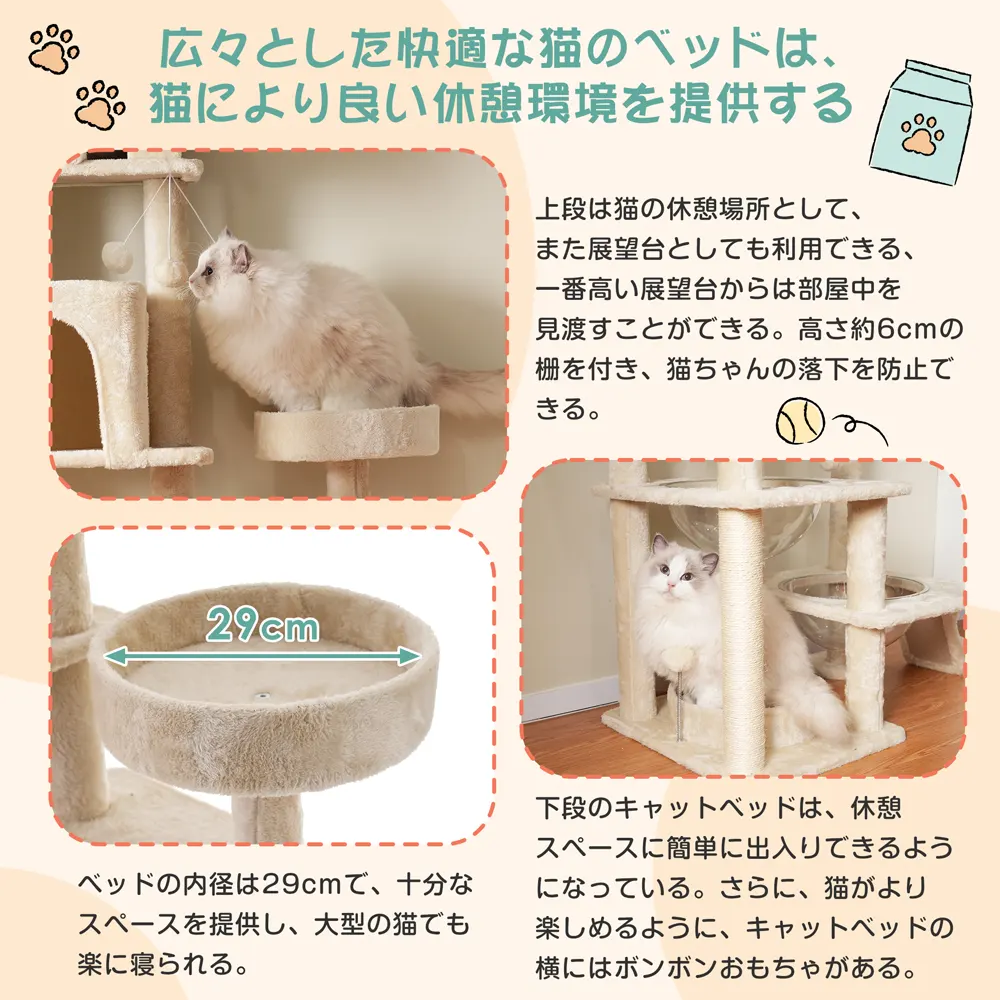 広々とした快適な猫のベッドは、
猫により良い休憩環境を提供する
上段は猫の休憩場所として、
また展望台としても利用できる、
一番高い展望台からは部屋中を
見渡すことができる。高さ約6cmの
柵を付き、猫ちゃんの落下を防止で
きる。
29cm
ベッドの内径は29cmで、十分な
スペースを提供し、大型の猫でも
楽に寝られる。
下段のキャットベッドは、休憩
スペースに簡単に出入りできるよう
になっている。さらに、猫がより
楽しめるように、キャットベッドの
横にはボンボンおもちゃがある。